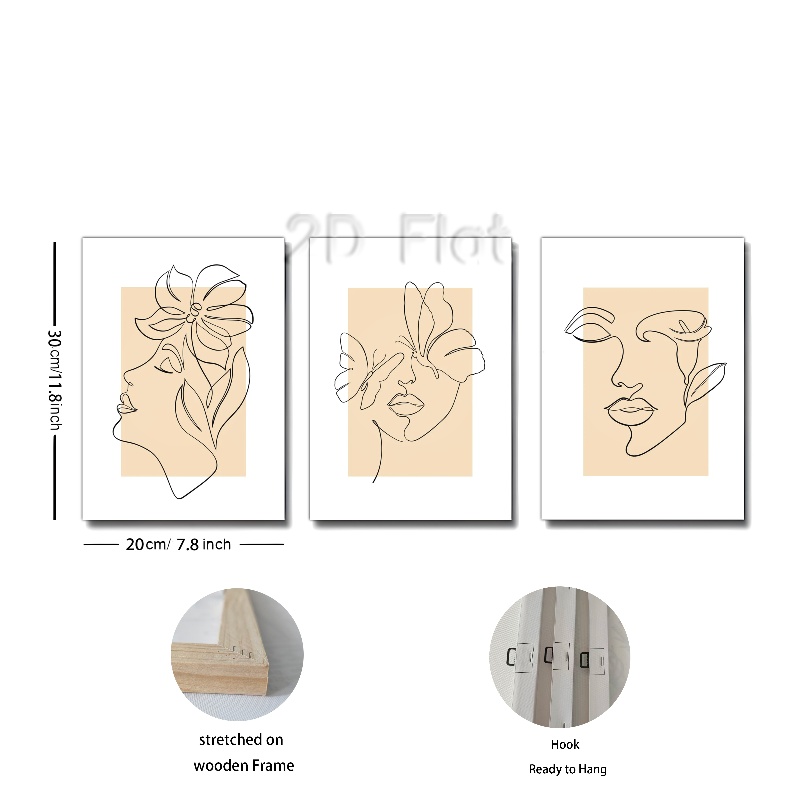 2D Flat
30cm/11.8inch
20cm/ 7.8 inch
stretched on
wooden Frame
Hook
Ready to Hang